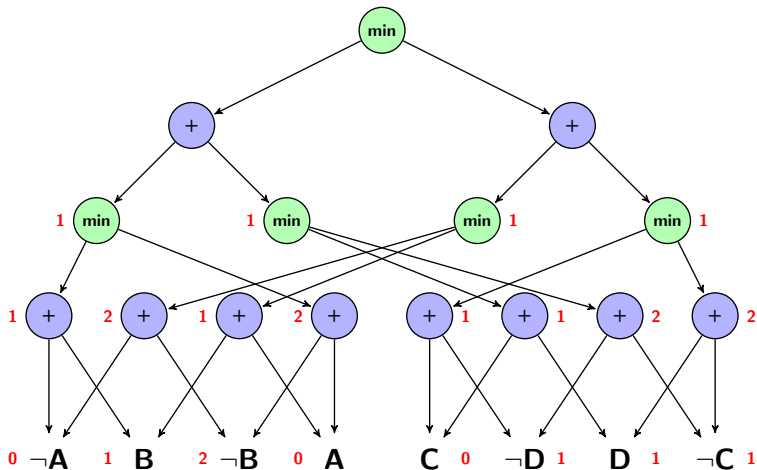 min
+ +
1 min 1 min min 1 min 1
1 + 2 + 1 + 2 + + 1 + 1 + 2 + 2
0 ¬A 1 B 2 ¬B 0 A C 0 ¬D 1 D 1 ¬C 1